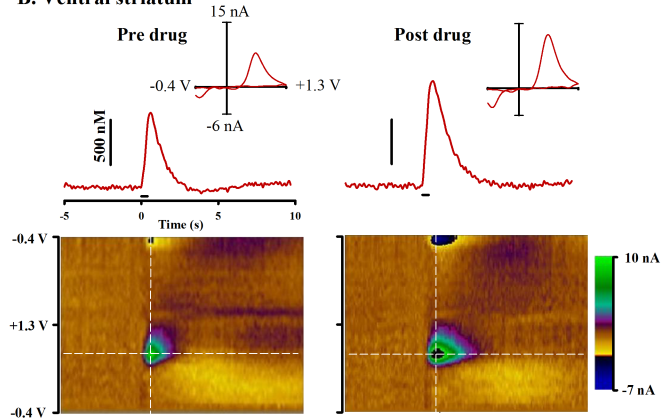 B. Ventral striatum
15 nA
Pre drug
Post drug
-0.4 V
+1.3 V
-6 nA
500 nM
-5
0
5
10
Time (s)
-0.4 V
10 nA
+1.3 V
-7 nA
-0.4 V